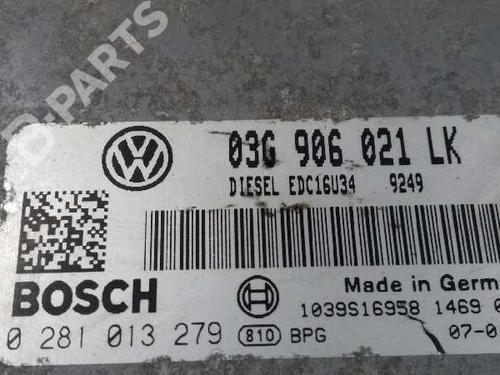 B-PARTS
03G 906 021 LK
DIESEL EDC16U34 9249
BOSCH
Made in Germ
1039S16958 1469 0
0 281 013 279 810 BPG 07-0